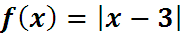 f(x) = |x − 3|